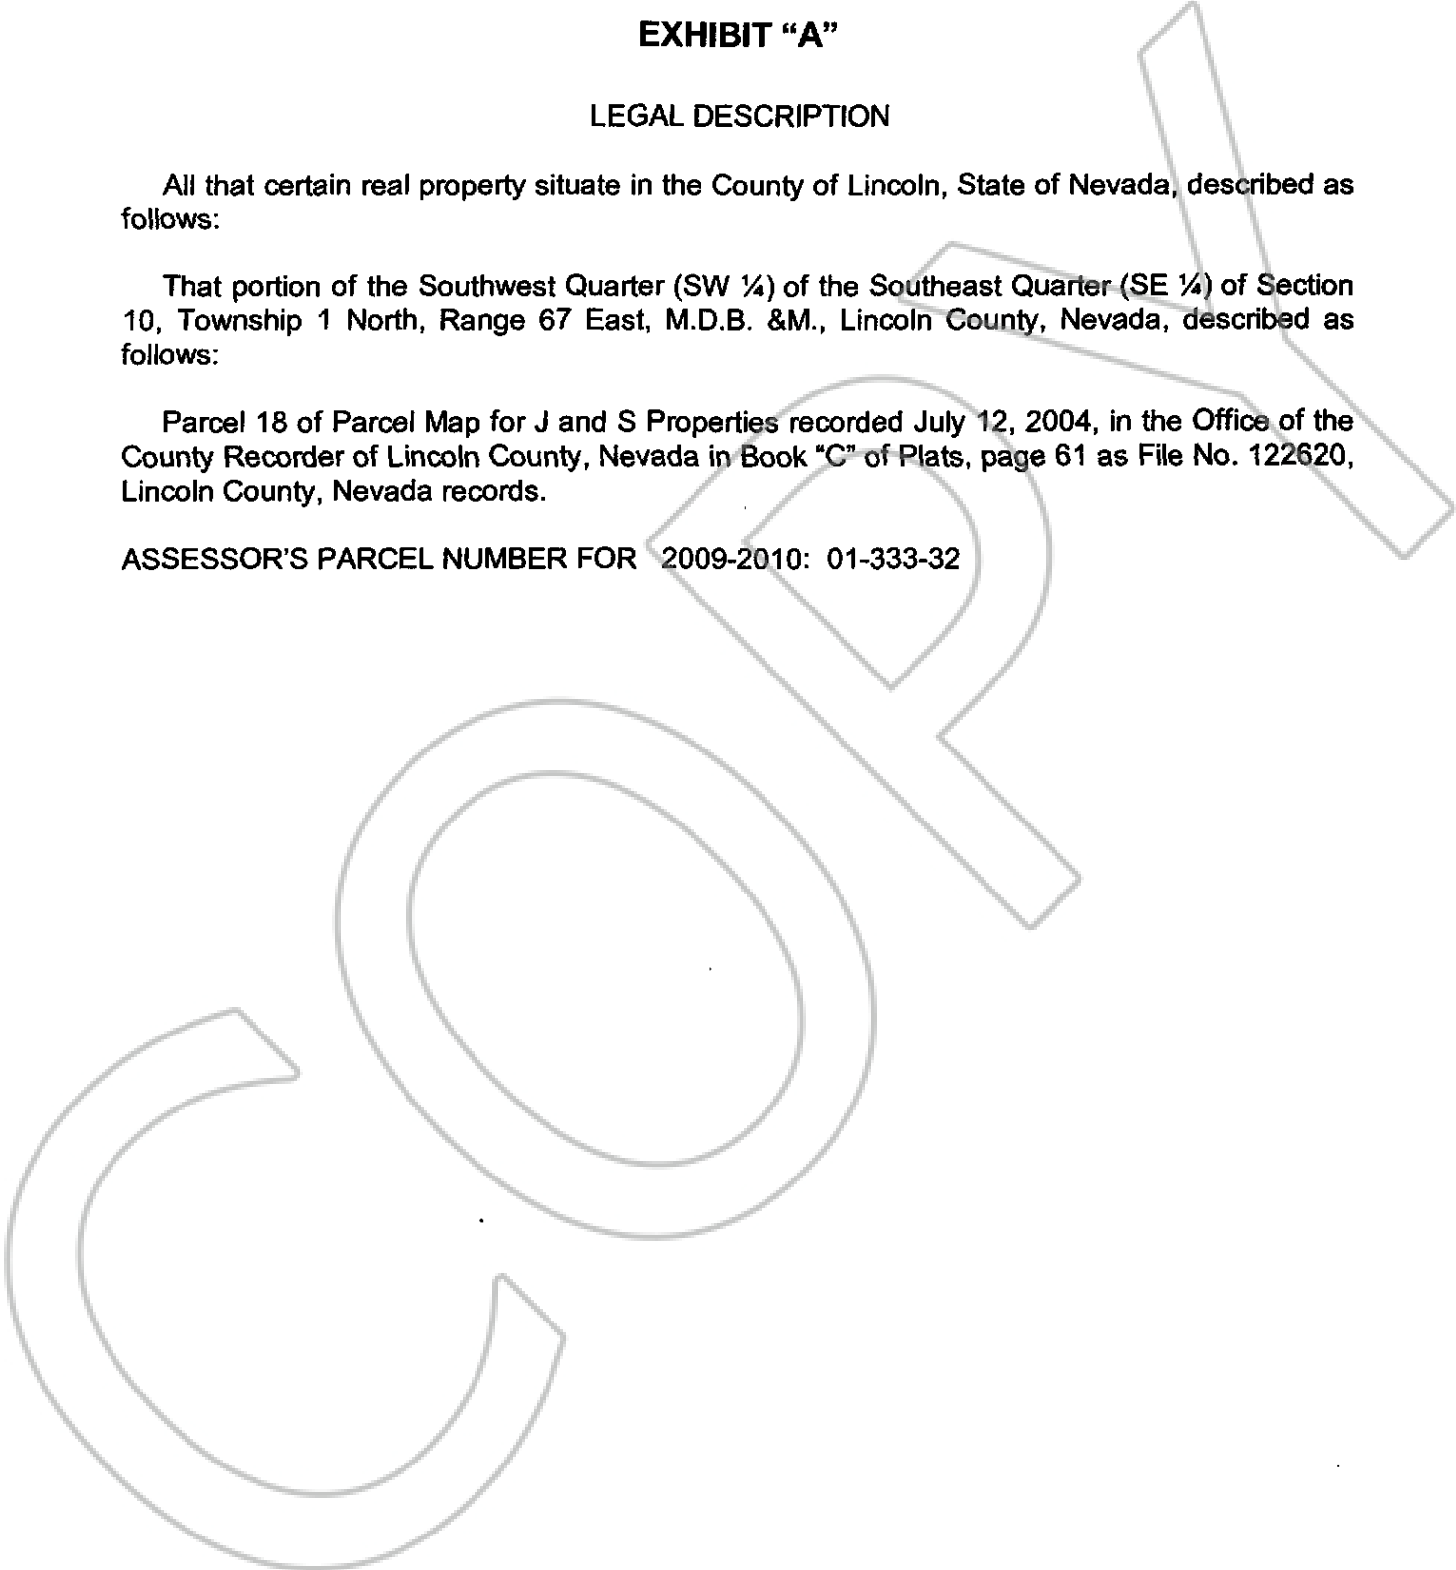 EXHIBIT “A”
LEGAL DESCRIPTION
All that certain real property situate in the County of Lincoln, State of Nevada, described as
follows:
That portion of the Southwest Quarter (SW ¼) of the Southeast Quarter (SE ¼) of Section
10, Township 1 North, Range 67 East, M.D.B. &M., Lincoln County, Nevada, described as
follows:
Parcel 18 of Parcel Map for J and S Properties recorded July 12, 2004, in the Office of the
County Recorder of Lincoln County, Nevada in Book “C” of Plats, page 61 as File No. 122620,
Lincoln County, Nevada records.
ASSESSOR’S PARCEL NUMBER FOR 2009-2010: 01-333-32
COPY